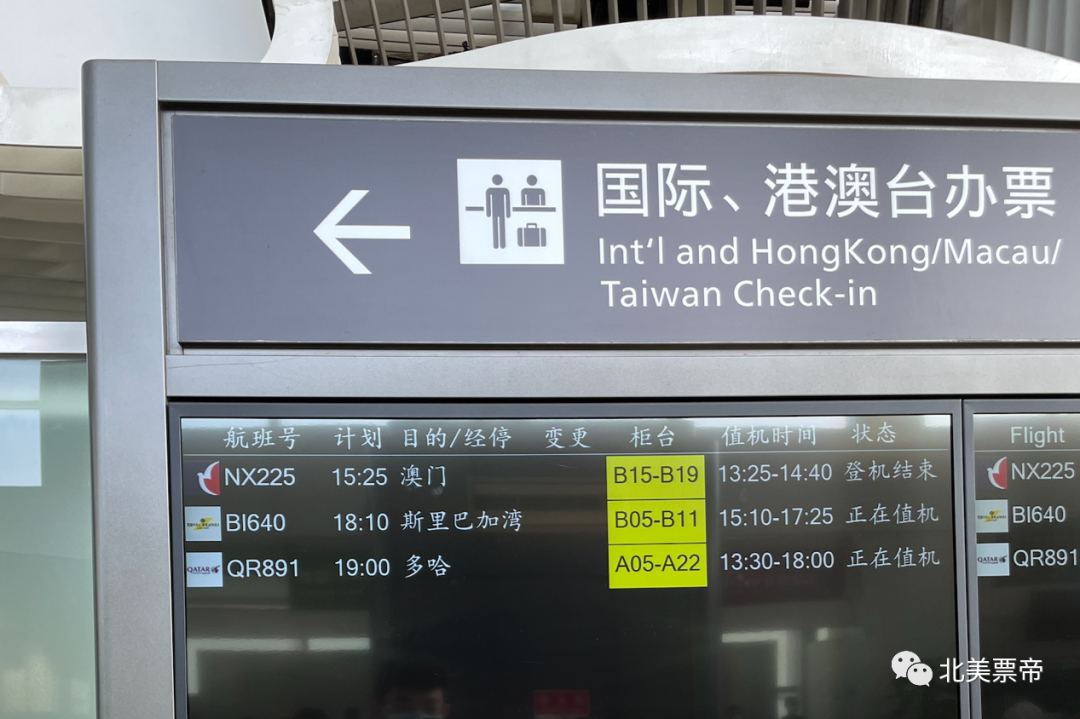 国际、港澳台办票
Int'l and HongKong/Macau/
Taiwan Check-in
航班号 计划 目的/经停 变更 柜台 值机时间 状态
NX225 15:25 澳门 B15-B19 13:25-14:40 登机结束
BI640 18:10 斯里巴加湾 B05-B11 15:10-17:25 正在值机
QATAR QR891 19:00 多哈 A05-A22 13:30-18:00 正在值机
Flight
NX225
BI640
QATAR QR891
北美票帝